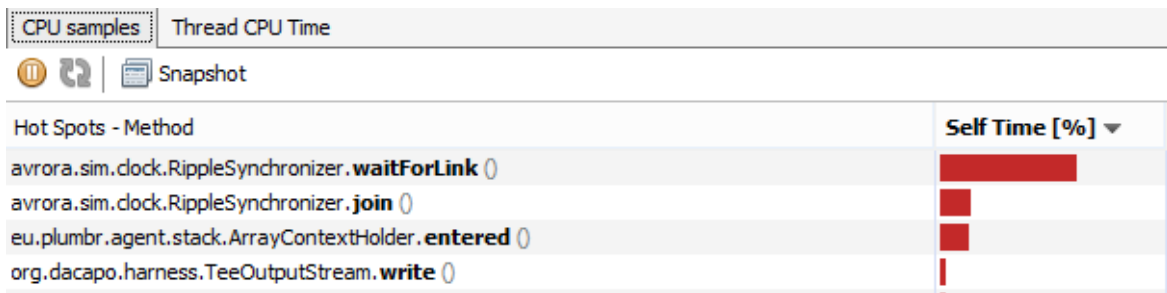 CPU samples Thread CPU Time
Snapshot
Hot Spots - Method Self Time [%]
avrora.sim.clock.RippleSynchronizer.waitForLink ()
avrora.sim.clock.RippleSynchronizer.join ()
eu.plumbr.agent.stack.ArrayContextHolder.entered ()
org.dacapo.harness.TeeOutputStream.write ()